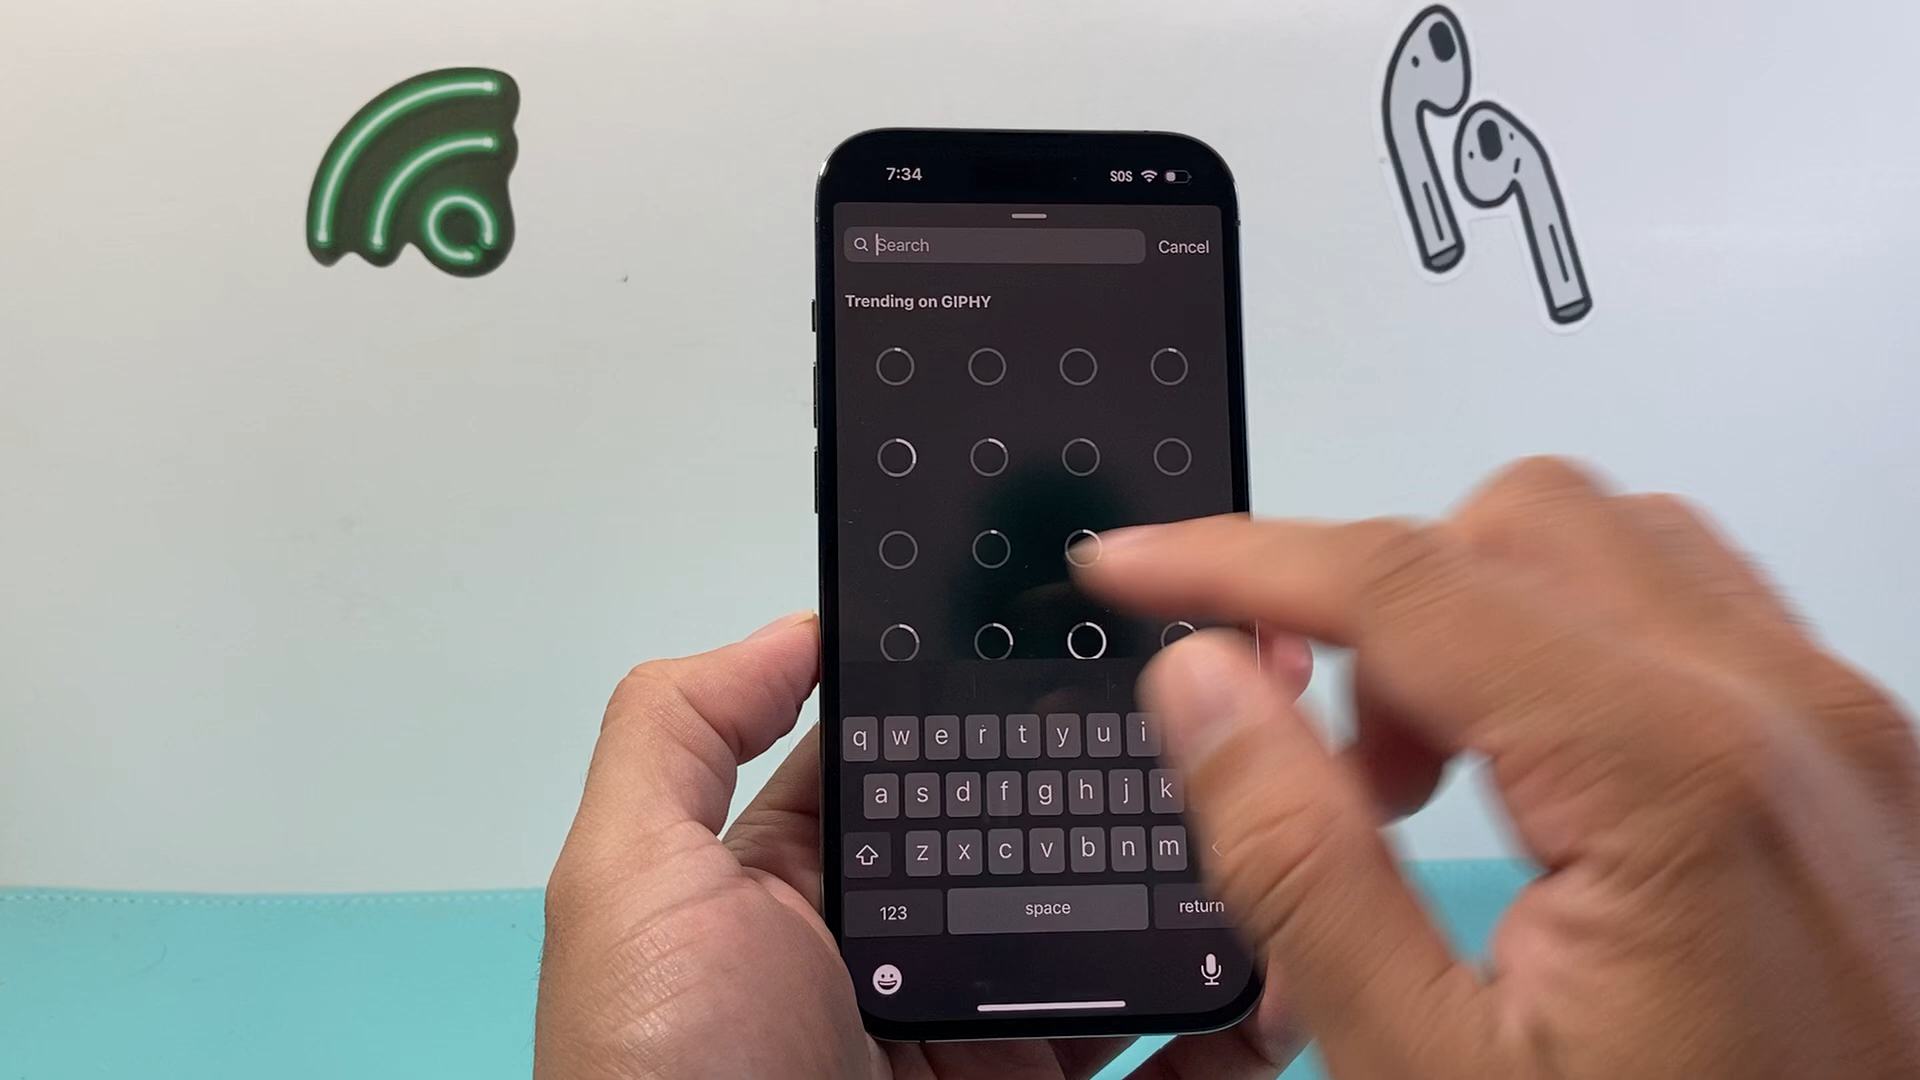 7:34 SOS
Search Cancel
Trending on GIPHY
q w e r t y u i
a s d f g h j k
z x c v b n m
123 space return